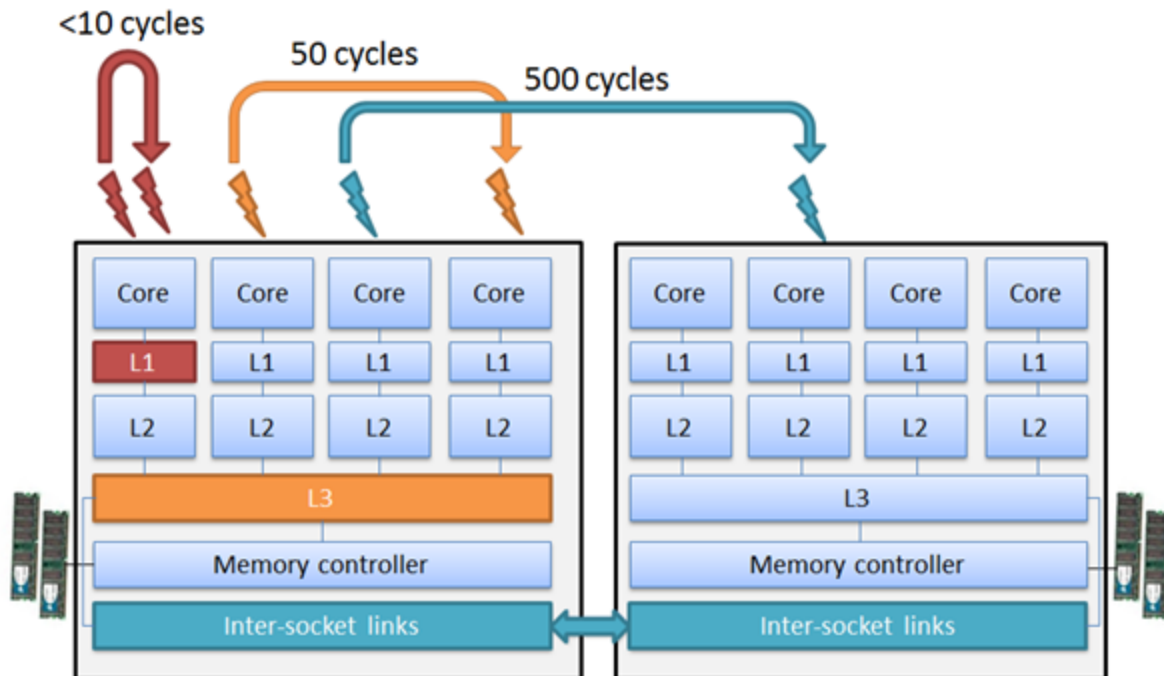 <10 cycles
50 cycles
500 cycles
Core Core Core Core Core Core Core Core
L1 L1 L1 L1 L1 L1 L1 L1
L2 L2 L2 L2 L2 L2 L2 L2
L3 L3
Memory controller Memory controller
Inter-socket links Inter-socket links